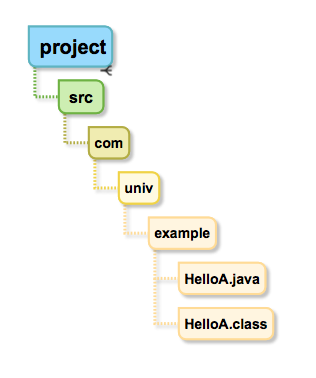 project
src
com
univ
example
HelloA.java
HelloA.class